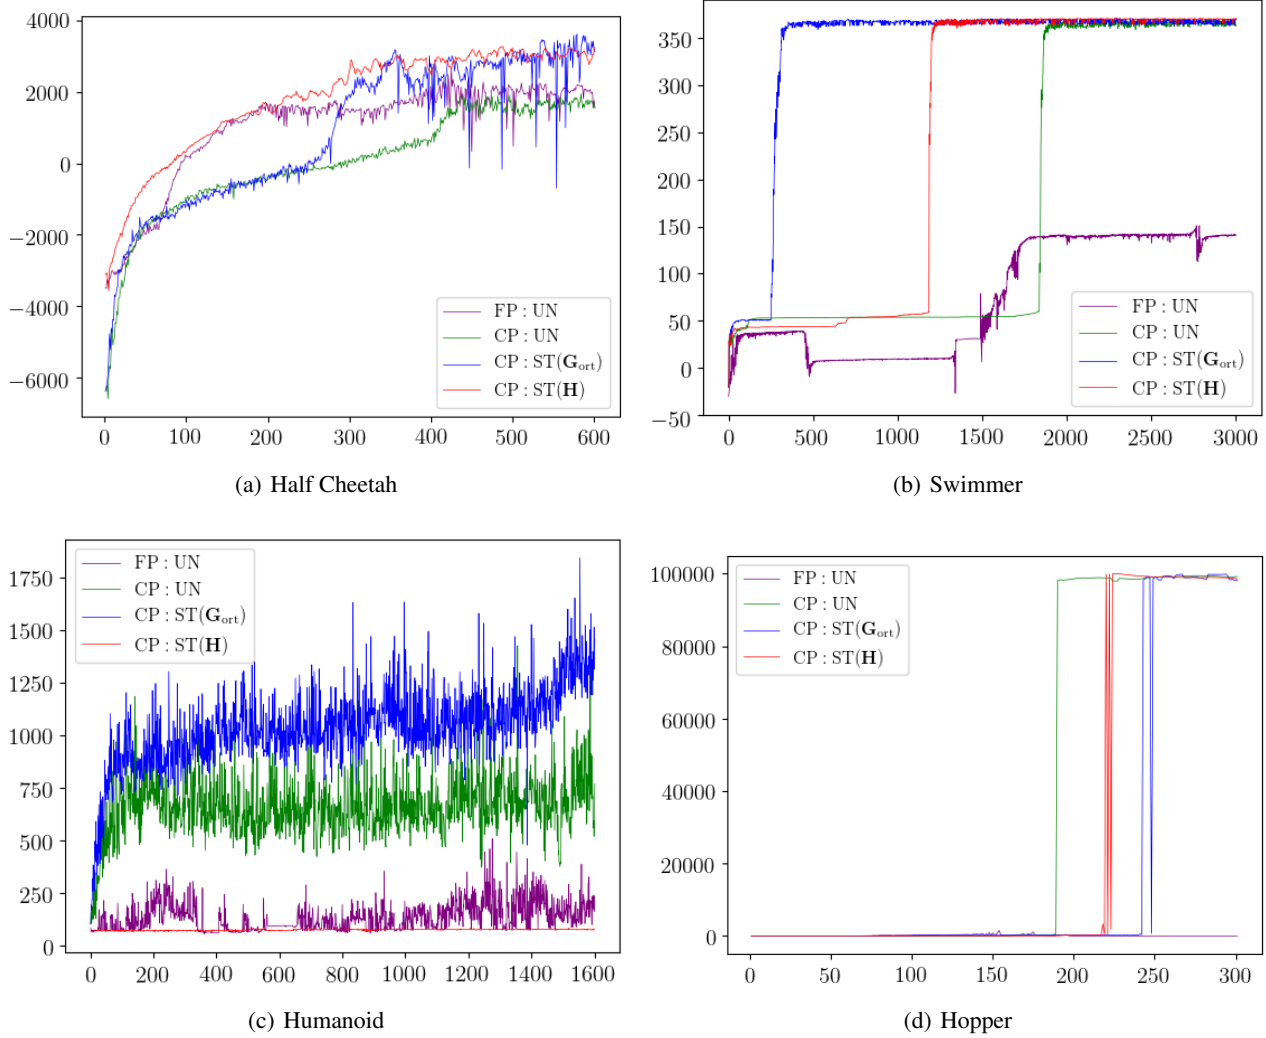 4000
2000
0
−2000
−4000
−6000
0 100 200 300 400 500 600
FP : UN
CP : UN
CP : ST(G_ort)
CP : ST(H)
(a) Half Cheetah
350
300
250
200
150
100
50
0
−50
0 500 1000 1500 2000 2500 3000
FP : UN
CP : UN
CP : ST(G_ort)
CP : ST(H)
(b) Swimmer
1750
1500
1250
1000
750
500
250
0
0 200 400 600 800 1000 1200 1400 1600
FP : UN
CP : UN
CP : ST(G_ort)
CP : ST(H)
(c) Humanoid
100000
80000
60000
40000
20000
0
0 50 100 150 200 250 300
FP : UN
CP : UN
CP : ST(G_ort)
CP : ST(H)
(d) Hopper